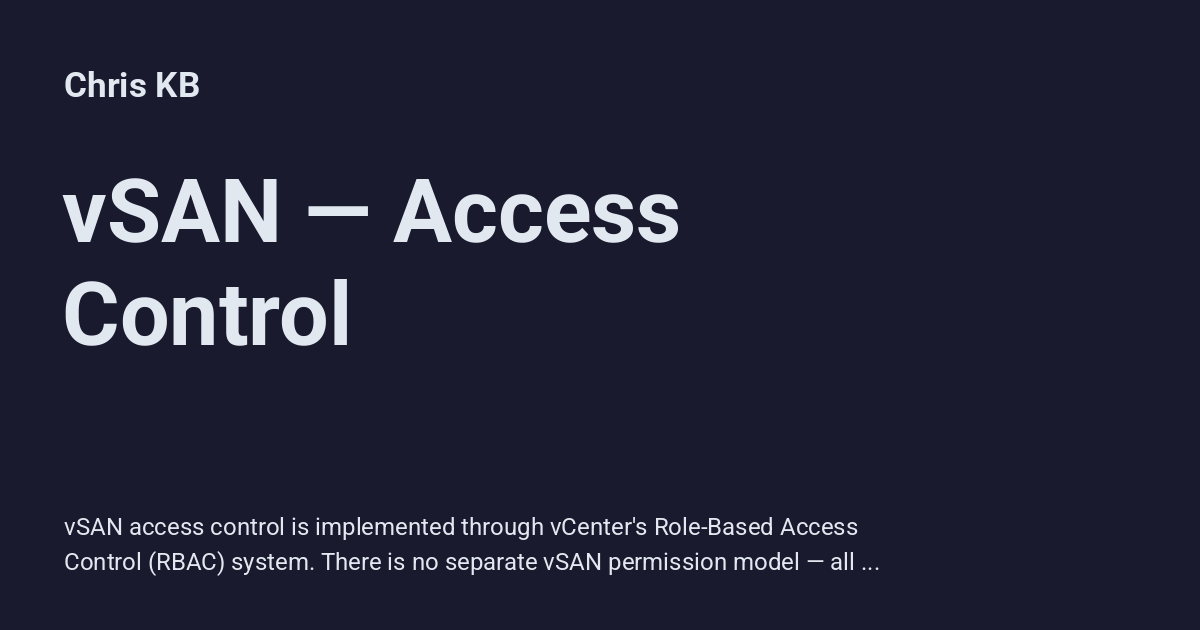 Chris KB
vSAN — Access
Control
vSAN access control is implemented through vCenter's Role-Based Access
Control (RBAC) system. There is no separate vSAN permission model — all ...